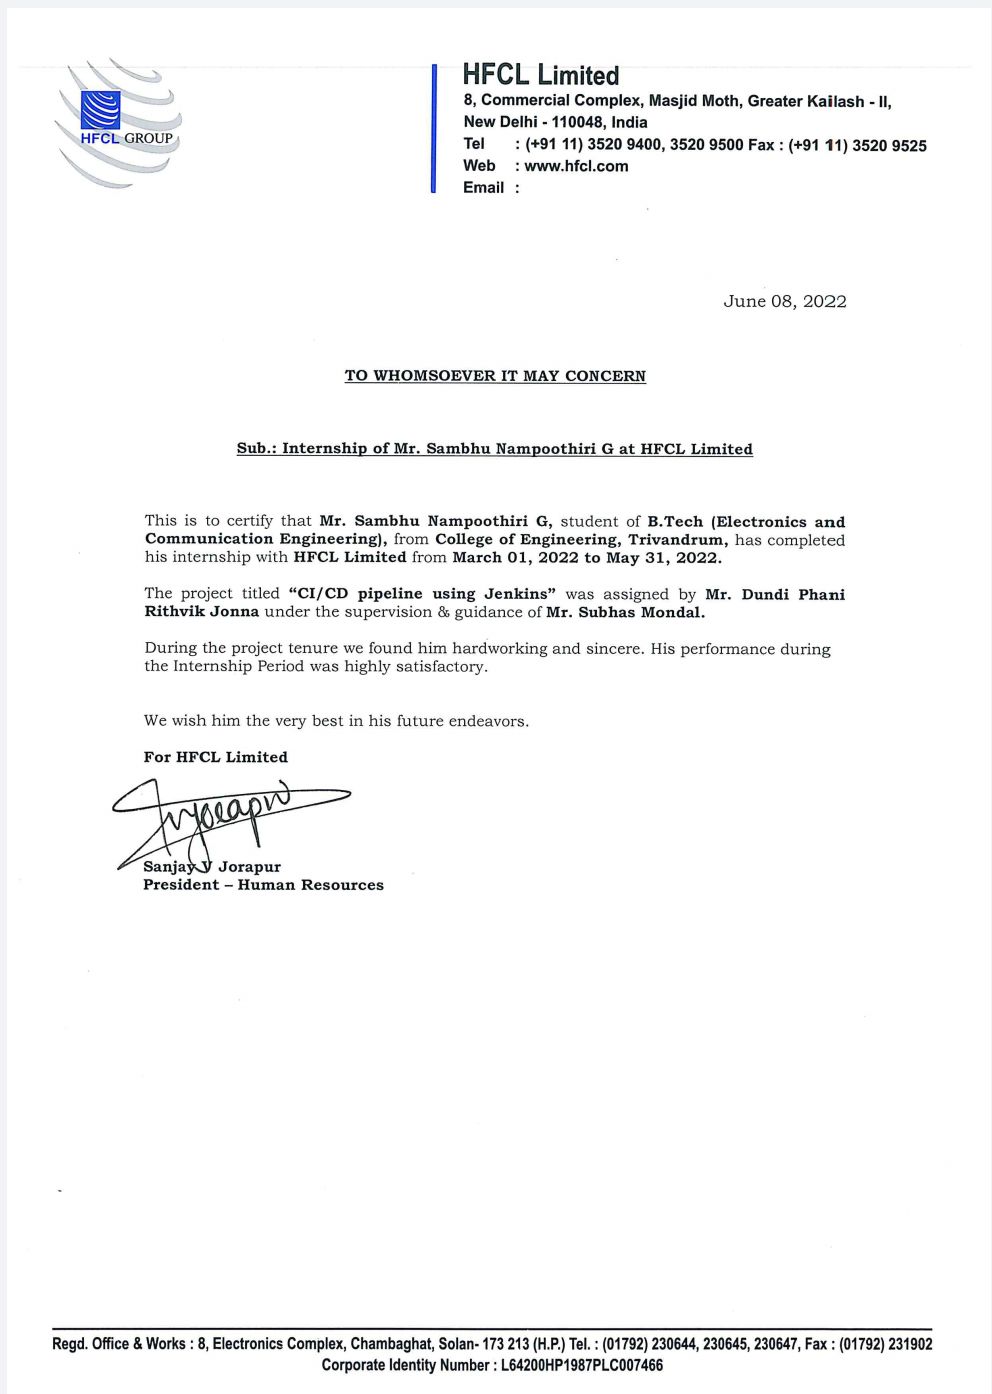 HFCL GROUP
HFCL Limited
8, Commercial Complex, Masjid Moth, Greater Kailash - II,
New Delhi - 110048, India
Tel : (+91 11) 3520 9400, 3520 9500 Fax : (+91 11) 3520 9525
Web : www.hfcl.com
Email :
June 08, 2022
TO WHOMSOEVER IT MAY CONCERN
Sub.: Internship of Mr. Sambhu Nampoothiri G at HFCL Limited
This is to certify that Mr. Sambhu Nampoothiri G, student of B.Tech (Electronics and
Communication Engineering), from College of Engineering, Trivandrum, has completed
his internship with HFCL Limited from March 01, 2022 to May 31, 2022.
The project titled “CI/CD pipeline using Jenkins” was assigned by Mr. Dundi Phani
Rithvik Jonna under the supervision & guidance of Mr. Subhas Mondal.
During the project tenure we found him hardworking and sincere. His performance during
the Internship Period was highly satisfactory.
We wish him the very best in his future endeavors.
For HFCL Limited
Sanjay V Jorapur
President – Human Resources
Regd. Office & Works : 8, Electronics Complex, Chambaghat, Solan- 173 213 (H.P.) Tel. : (01792) 230644, 230645, 230647, Fax : (01792) 231902
Corporate Identity Number : L64200HP1987PLC007466